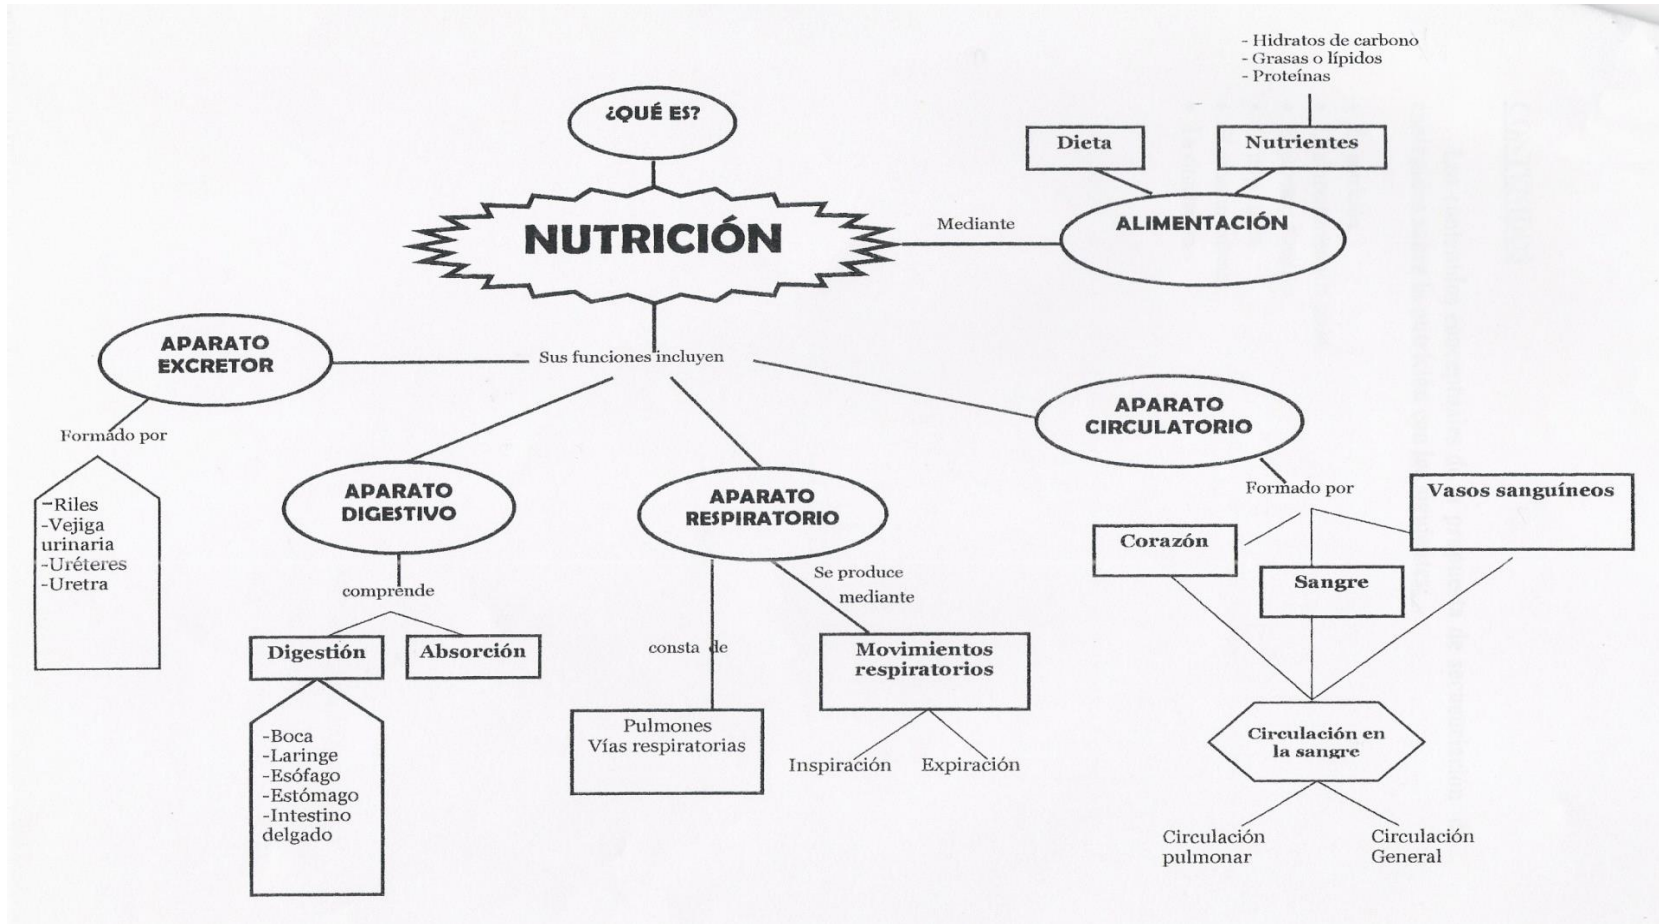 - Hidratos de carbono
- Grasas o lípidos
- Proteínas
¿QUÉ ES?
Dieta
Nutrientes
NUTRICIÓN
Mediante
ALIMENTACIÓN
APARATO
EXCRETOR
Sus funciones incluyen
APARATO
CIRCULATORIO
Formado por
-Riles
-Vejiga
urinaria
-Uréteres
-Uretra
APARATO
DIGESTIVO
comprende
Digestión
Absorción
-Boca
-Laringe
-Esófago
-Estómago
-Intestino
delgado
APARATO
RESPIRATORIO
Se produce
mediante
consta de
Movimientos
respiratorios
Pulmones
Vías respiratorias
Inspiración
Expiración
Formado por
Vasos sanguíneos
Corazón
Sangre
Circulación en
la sangre
Circulación
pulmonar
Circulación
General